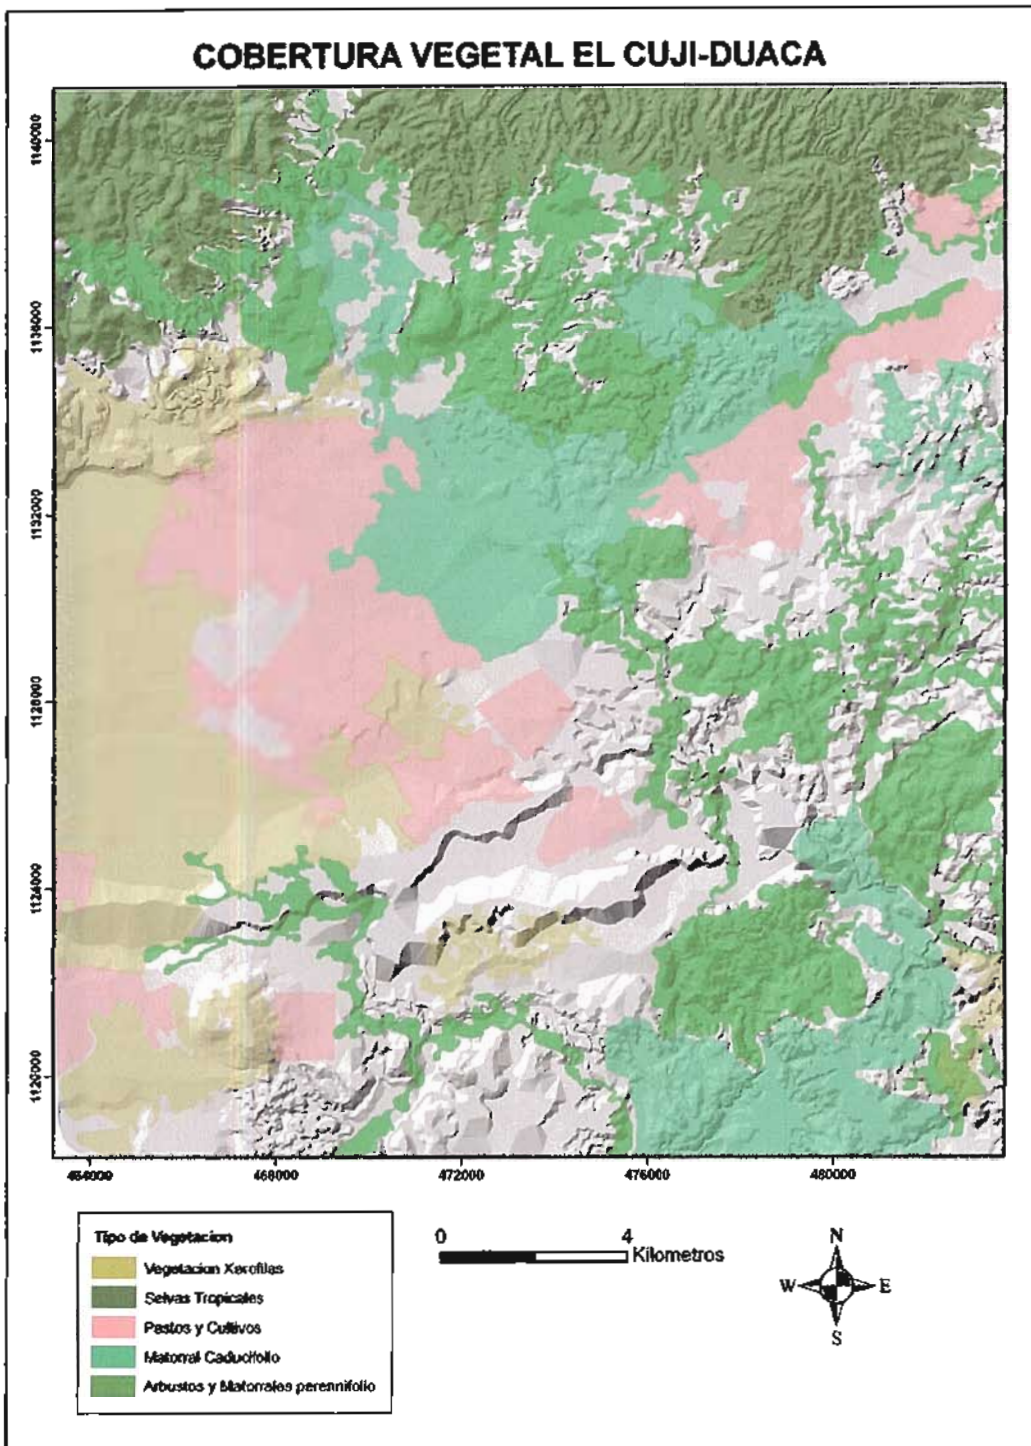 COBERTURA VEGETAL EL CUJI-DUACA
1140000
1136000
1132000
1128000
1124000
1120000
464000
468000
472000
476000
480000
Tipo de Vegetacion
Vegetacion Xerofilas
Selvas Tropicales
Pastos y Cultivos
Matorral Caducifolio
Arbustos y Matorrales perennifolio
0 4
Kilometros
N
W E
S